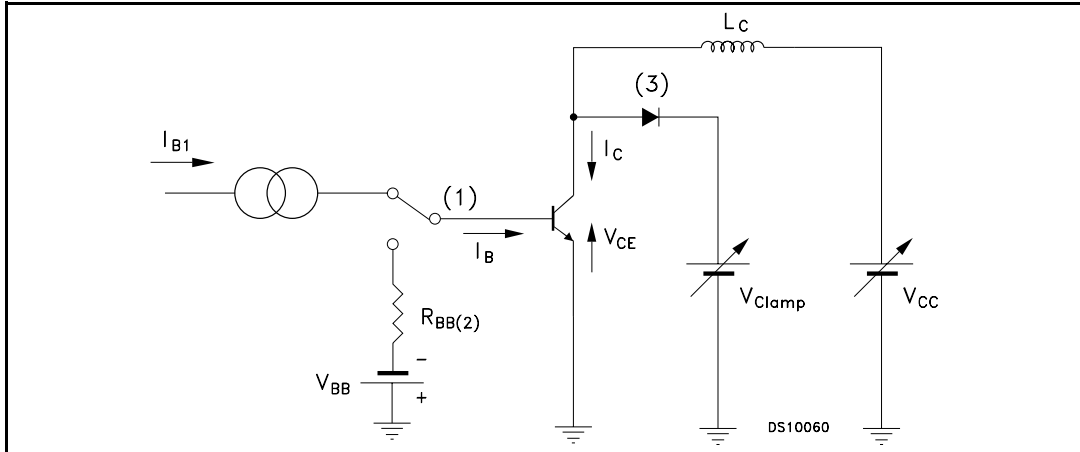 L_C
(3)
I_B1
I_C
(1)
I_B
V_CE
R_BB(2)
V_Clamp
V_CC
−
V_BB
+
DS10060